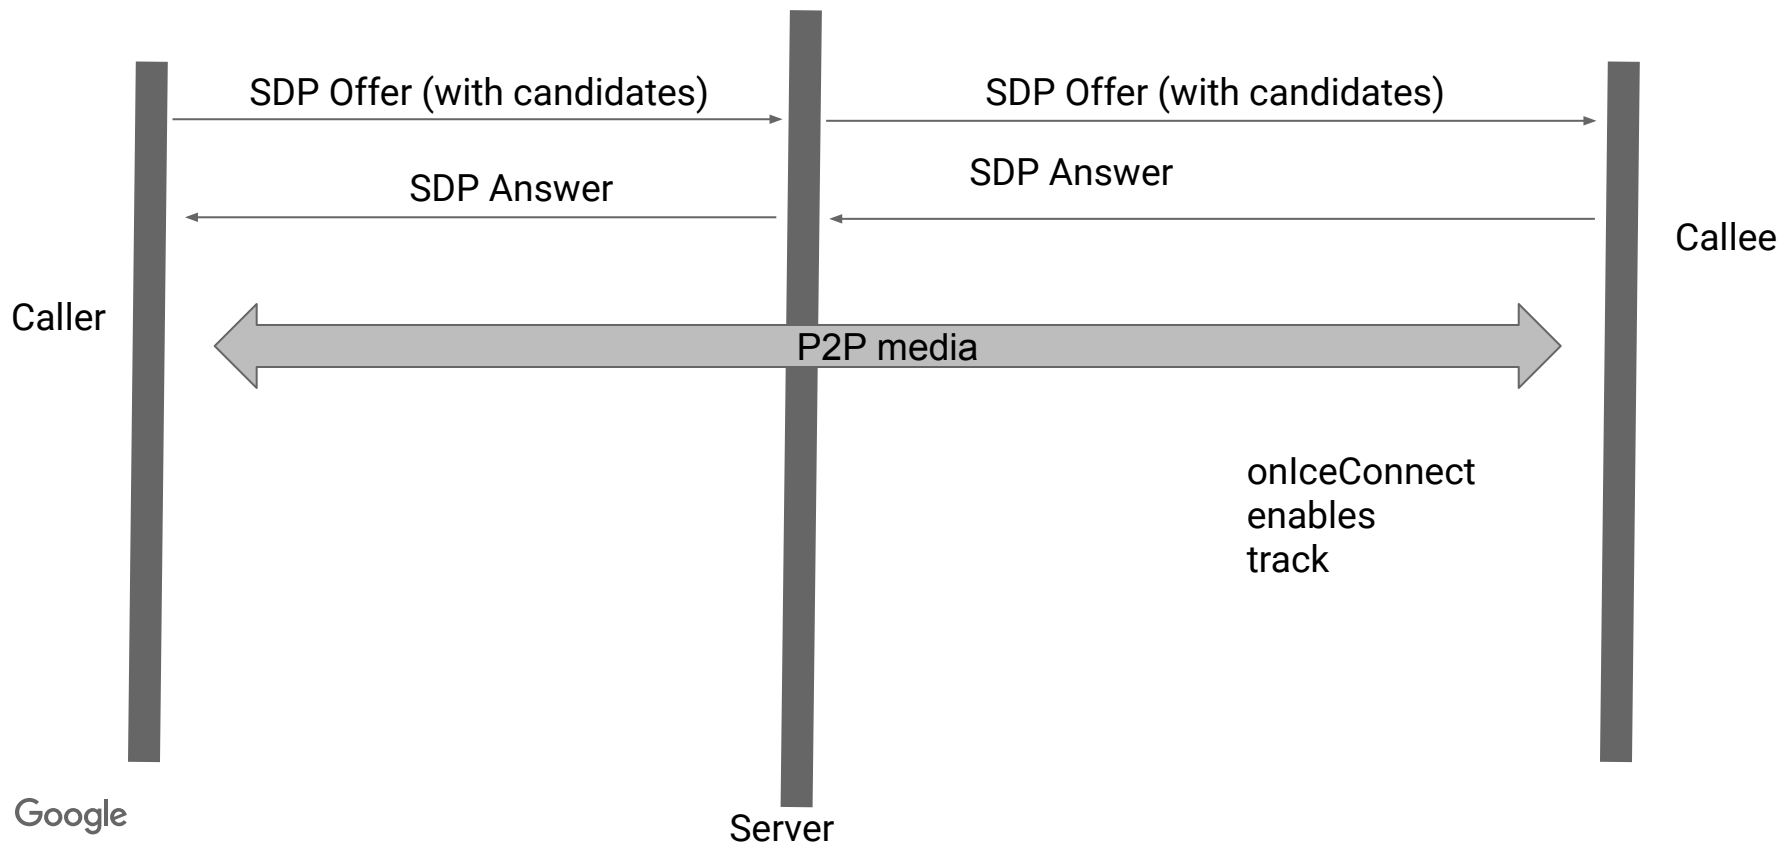 SDP Offer (with candidates)
SDP Offer (with candidates)
SDP Answer
SDP Answer
Callee
Caller
P2P media
onIceConnect
enables
track
Google
Server